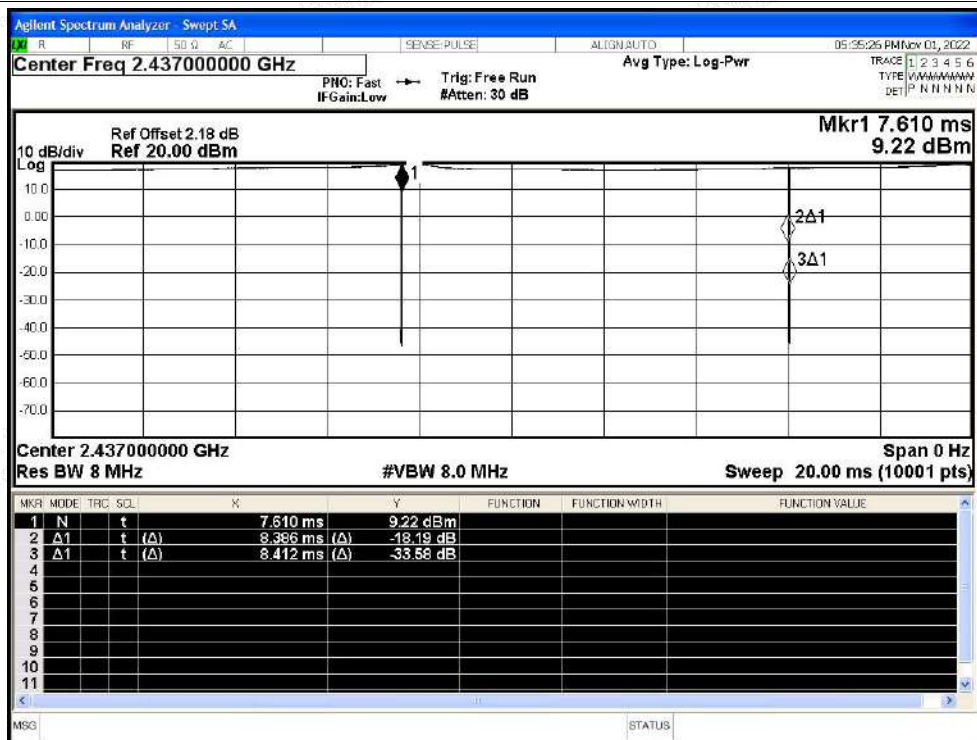 Agilent Spectrum Analyzer - Swept SA
LXI R RF 50 Ω AC SENSE:PULSE ALIGN AUTO 05:35:26 PM Nov 01, 2022
Center Freq 2.437000000 GHz Avg Type: Log-Pwr TRACE 1 2 3 4 5 6
PNO: Fast Trig: Free Run TYPE
IFGain:Low #Atten: 30 dB DET P N N N N N
Mkr1 7.610 ms
Ref Offset 2.18 dB
10 dB/div Ref 20.00 dBm 9.22 dBm
Log
1
10.0
0.00
2Δ1
-10.0
3Δ1
-20.0
-30.0
-40.0
-50.0
-60.0
-70.0
Center 2.437000000 GHz Span 0 Hz
Res BW 8 MHz #VBW 8.0 MHz Sweep 20.00 ms (10001 pts)
MKR MODE TRC SCL X Y FUNCTION FUNCTION WIDTH FUNCTION VALUE
1 N t 7.610 ms 9.22 dBm
2 Δ1 t (Δ) 8.386 ms (Δ) -18.19 dB
3 Δ1 t (Δ) 8.412 ms (Δ) -33.58 dB
4
5
6
7
8
9
10
11
MSG STATUS